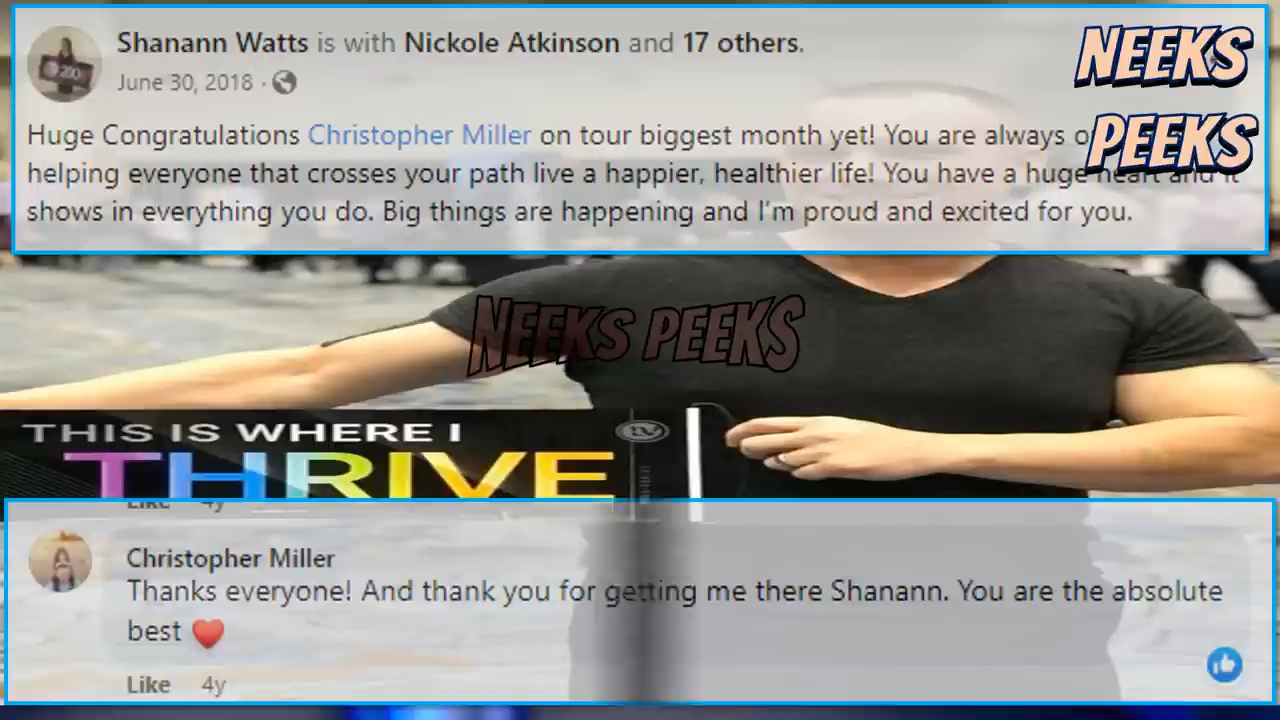 Shanann Watts is with Nickole Atkinson and 17 others.
June 30, 2018
NEEKS
PEEKS
Huge Congratulations Christopher Miller on tour biggest month yet! You are always
helping everyone that crosses your path live a happier, healthier life! You have a huge heart and it
shows in everything you do. Big things are happening and I'm proud and excited for you.
NEEKS PEEKS
THIS IS WHERE I
THRIVE
Like 4y
Christopher Miller
Thanks everyone! And thank you for getting me there Shanann. You are the absolute
best ❤️
Like 4y